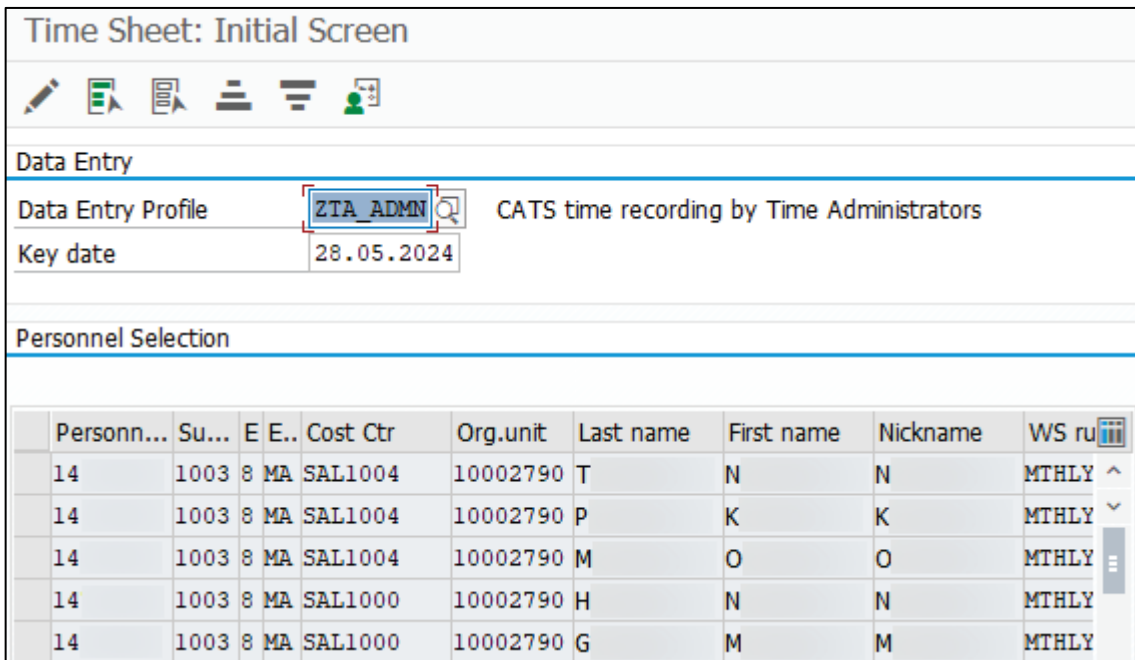 Time Sheet: Initial Screen
Data Entry
Data Entry Profile ZTA_ADMN CATS time recording by Time Administrators
Key date 28.05.2024
Personnel Selection
Personn... Su... E E.. Cost Ctr Org.unit Last name First name Nickname WS ru
14 1003 8 MA SAL1004 10002790 T N N MTHLY
14 1003 8 MA SAL1004 10002790 P K K MTHLY
14 1003 8 MA SAL1004 10002790 M O O MTHLY
14 1003 8 MA SAL1000 10002790 H N N MTHLY
14 1003 8 MA SAL1000 10002790 G M M MTHLY